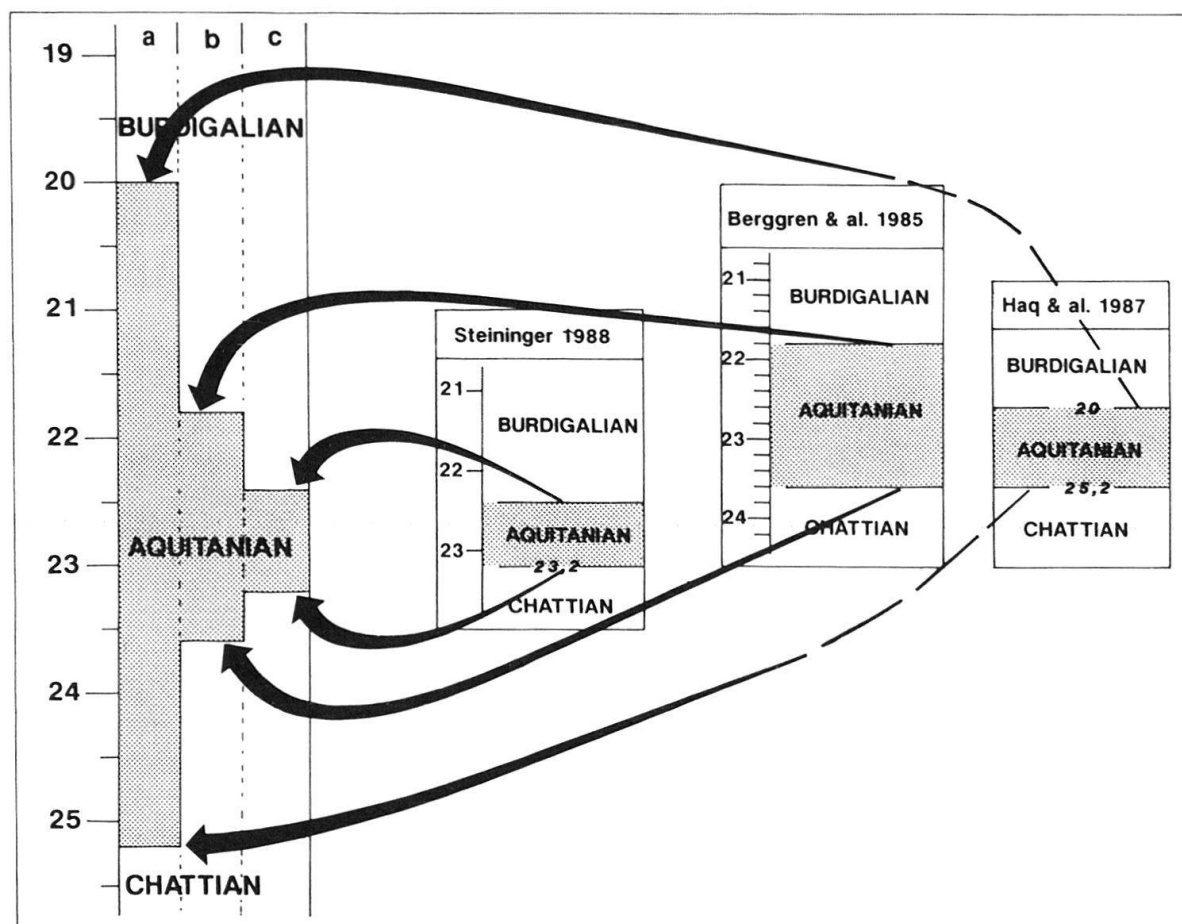 a b c
19
BURDIGALIAN
20
21
22
AQUITANIAN
23
24
25
CHATTIAN
Steininger 1988
21
BURDIGALIAN
22
AQUITANIAN
23
23,2
CHATTIAN
Berggren & al. 1985
21
BURDIGALIAN
22
AQUITANIAN
23
24
CHATTIAN
Haq & al. 1987
BURDIGALIAN
20
AQUITANIAN
25,2
CHATTIAN